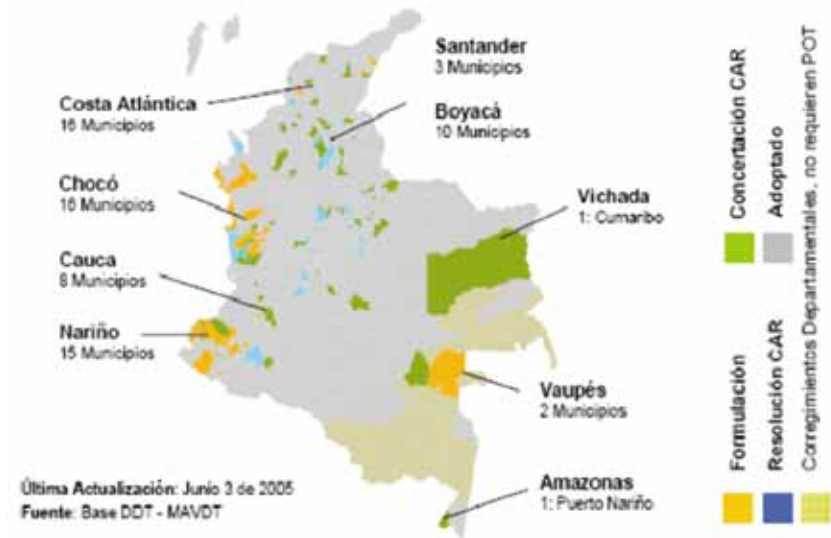 Santander
3 Municipios
Costa Atlántica
16 Municipios
Boyacá
10 Municipios
Chocó
16 Municipios
Vichada
1: Cumaribo
Cauca
8 Municipios
Nariño
15 Municipios
Vaupés
2 Municipios
Amazonas
1: Puerto Nariño
Última Actualización: Junio 3 de 2005
Fuente: Base DDT - MAVDT
Concertación CAR
Adoptado
Formulación
Resolución CAR
Corregimientos Departamentales, no requieren POT